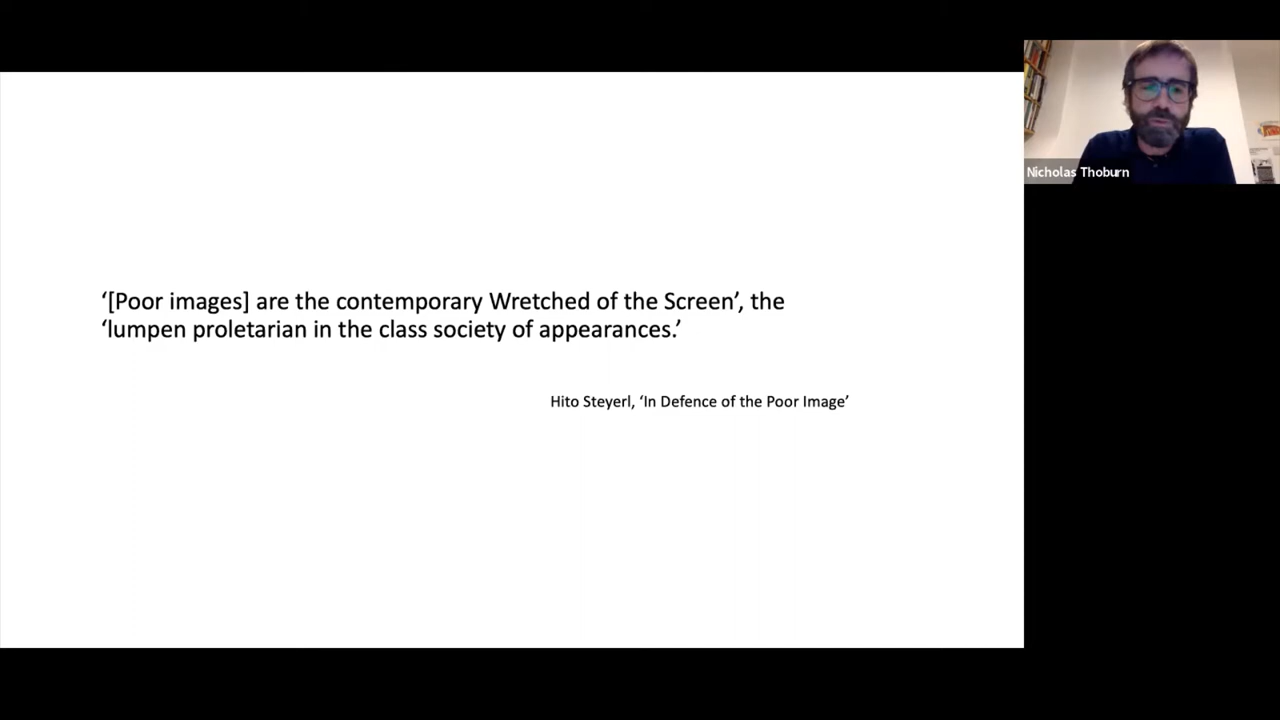 ‘[Poor images] are the contemporary Wretched of the Screen’, the
‘lumpen proletarian in the class society of appearances.’
Hito Steyerl, ‘In Defence of the Poor Image’
Nicholas Thoburn